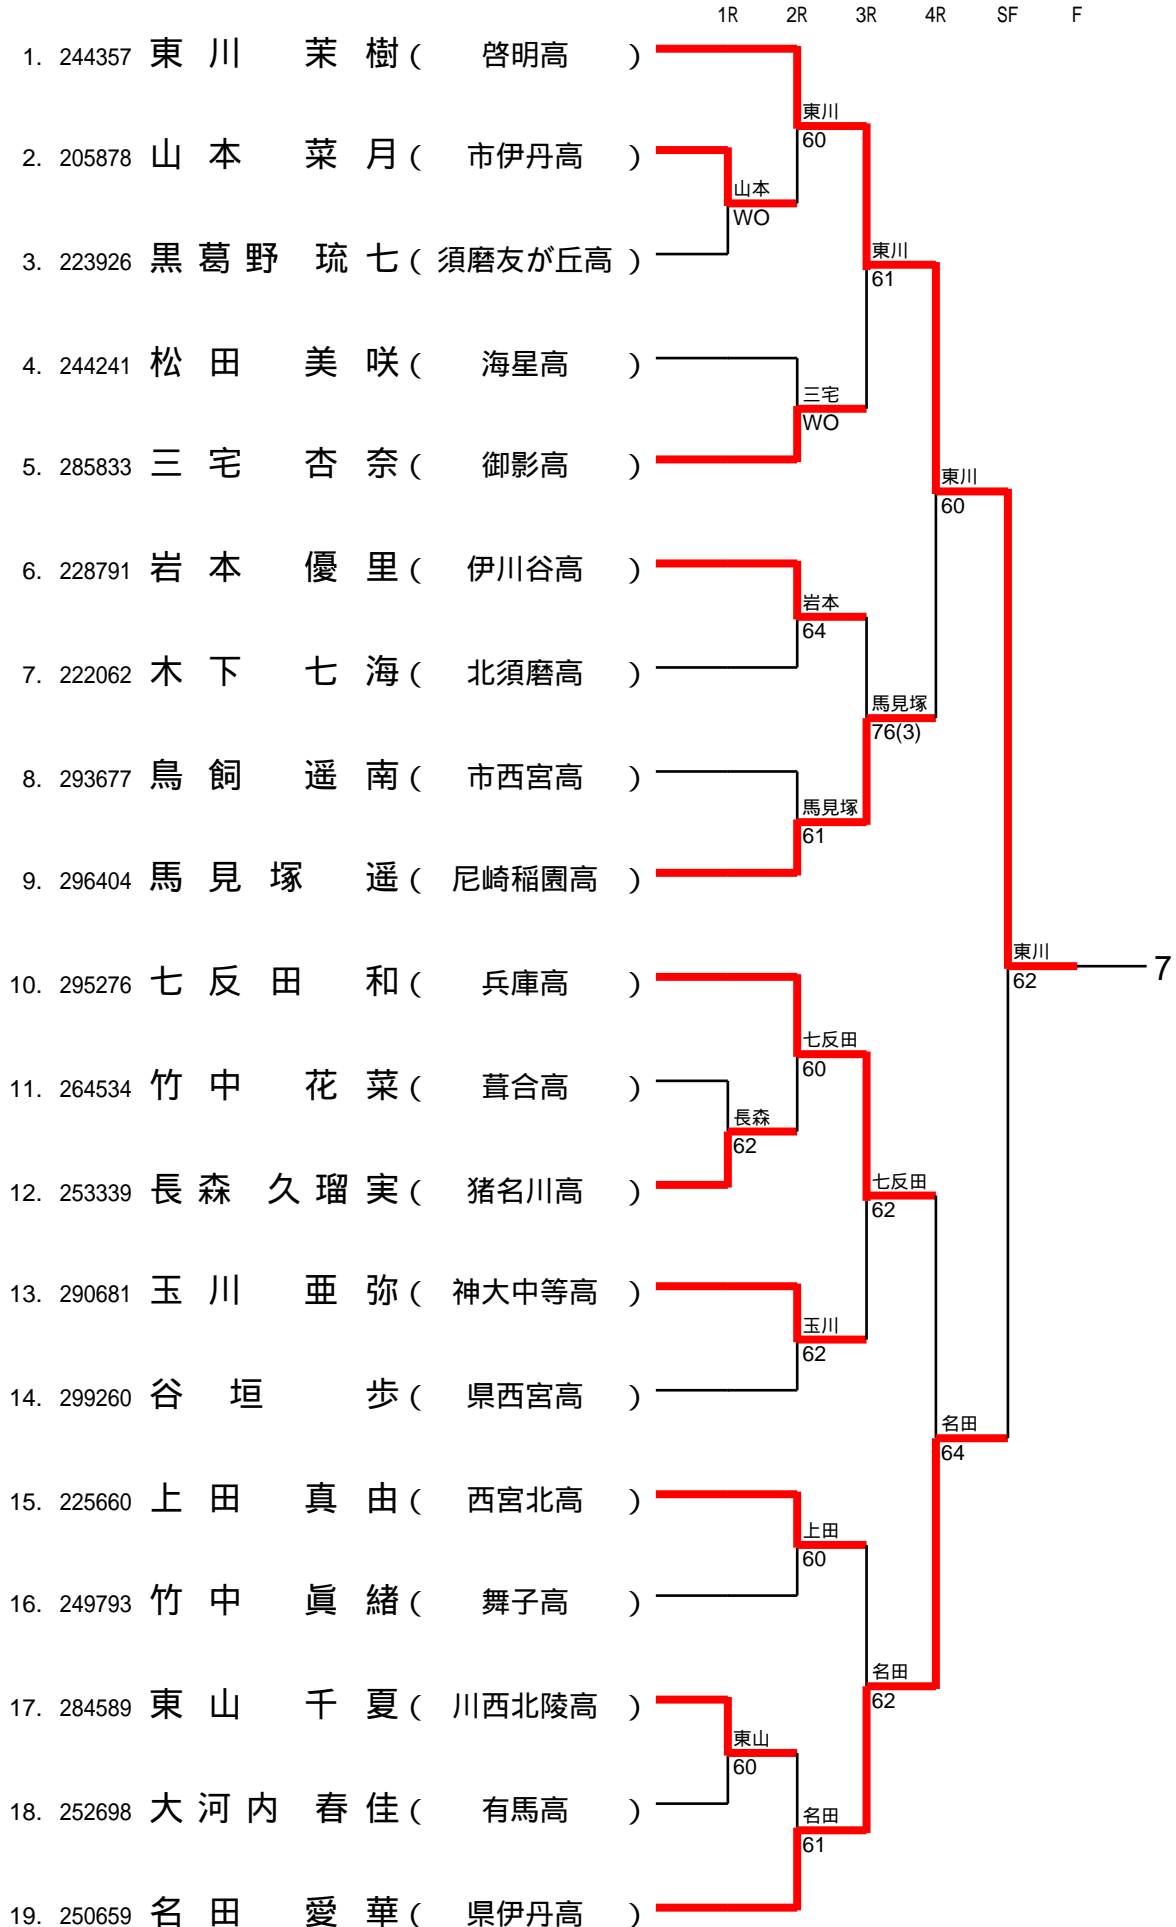 1R 2R 3R 4R SF F
1. 244357 東川 茉樹 ( 啓明高 )
東川
60
2. 205878 山本 菜月 ( 市伊丹高 )
山本
WO
3. 223926 黒葛野 琉七 ( 須磨友が丘高 )
東川
61
4. 244241 松田 美咲 ( 海星高 )
三宅
WO
5. 285833 三宅 杏奈 ( 御影高 )
東川
60
6. 228791 岩本 優里 ( 伊川谷高 )
岩本
64
7. 222062 木下 七海 ( 北須磨高 )
馬見塚
76(3)
8. 293677 鳥飼 遥南 ( 市西宮高 )
馬見塚
61
9. 296404 馬見塚 遥 ( 尼崎稲園高 )
東川
62
7
10. 295276 七反田 和 ( 兵庫高 )
七反田
60
11. 264534 竹中 花菜 ( 葺合高 )
長森
62
12. 253339 長森 久瑠実 ( 猪名川高 )
七反田
62
13. 290681 玉川 亜弥 ( 神大中等高 )
玉川
62
14. 299260 谷垣 歩 ( 県西宮高 )
名田
64
15. 225660 上田 真由 ( 西宮北高 )
上田
60
16. 249793 竹中 眞緒 ( 舞子高 )
名田
62
17. 284589 東山 千夏 ( 川西北陵高 )
東山
60
18. 252698 大河内 春佳 ( 有馬高 )
名田
61
19. 250659 名田 愛華 ( 県伊丹高 )